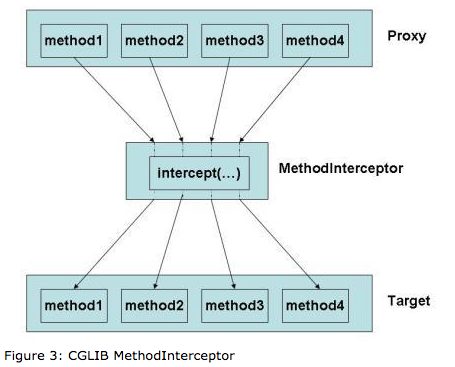 method1 method2 method3 method4 Proxy
intercept(...) MethodInterceptor
method1 method2 method3 method4 Target
Figure 3: CGLIB MethodInterceptor